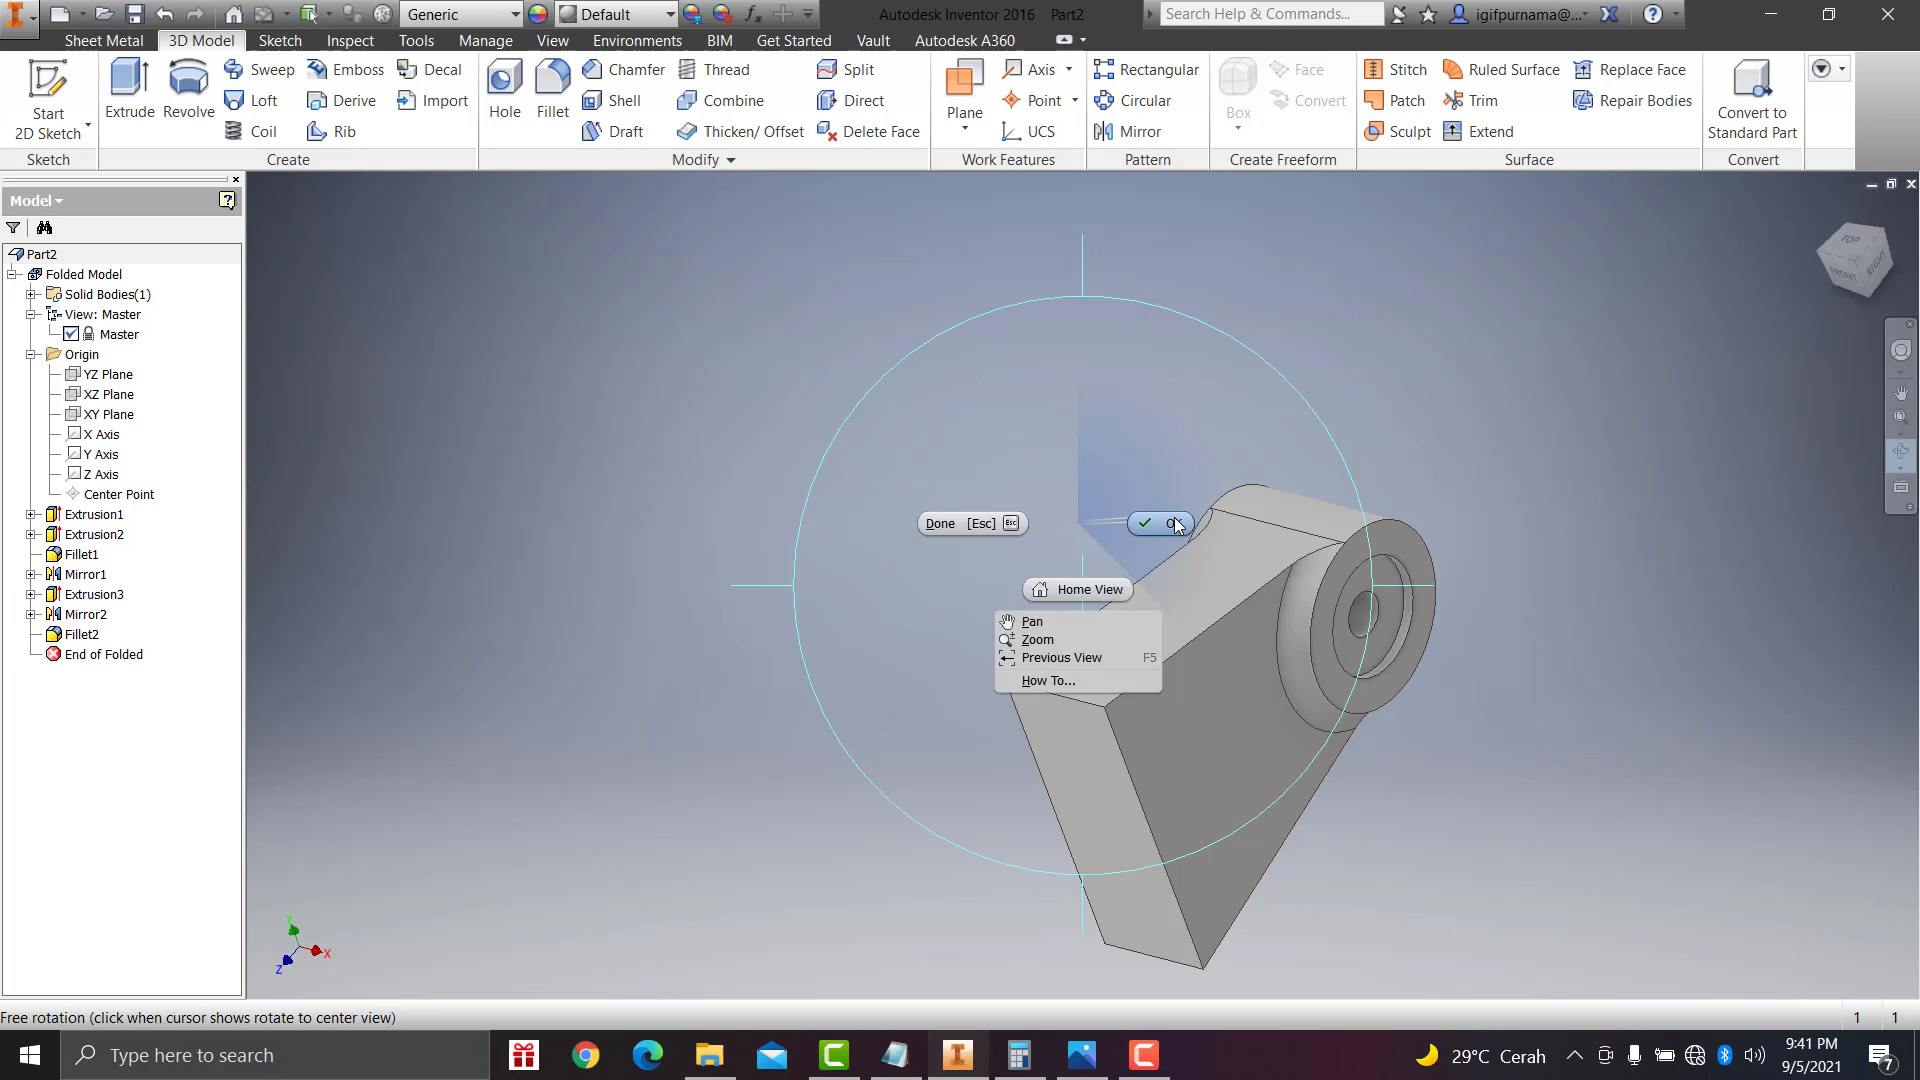 Generic
Default
Autodesk Inventor 2016 Part2
Search Help & Commands...
igifpurnama@...
Sheet Metal
3D Model
Sketch
Inspect
Tools
Manage
View
Environments
BIM
Get Started
Vault
Autodesk A360
Start
2D Sketch
Extrude
Revolve
Sweep
Loft
Coil
Emboss
Derive
Rib
Decal
Import
Hole
Fillet
Chamfer
Shell
Draft
Thread
Combine
Thicken/ Offset
Split
Direct
Delete Face
Plane
Axis
Point
UCS
Rectangular
Circular
Mirror
Box
Face
Convert
Stitch
Patch
Sculpt
Ruled Surface
Trim
Extend
Replace Face
Repair Bodies
Convert to
Standard Part
Sketch
Create
Modify
Work Features
Pattern
Create Freeform
Surface
Convert
Model
Part2
Folded Model
Solid Bodies(1)
View: Master
Master
Origin
YZ Plane
XZ Plane
XY Plane
X Axis
Y Axis
Z Axis
Center Point
Extrusion1
Extrusion2
Fillet1
Mirror1
Extrusion3
Mirror2
Fillet2
End of Folded
TOP
FRONT
RIGHT
Done [Esc] Esc
Home View
Pan
Zoom
Previous View F5
How To...
Y
X
Z
Free rotation (click when cursor shows rotate to center view)
1 1
Type here to search
29°C Cerah
9:41 PM
9/5/2021
7